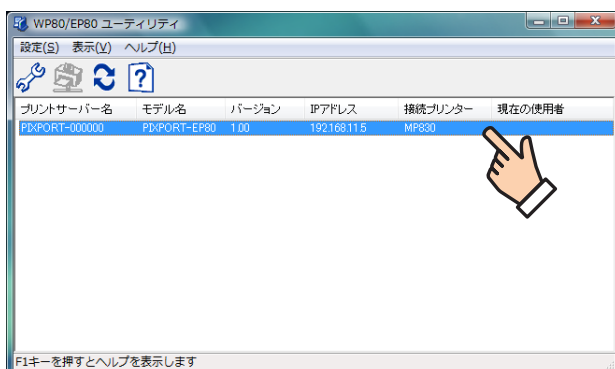 WP80/EP80 ユーティリティ
設定(S) 表示(V) ヘルプ(H)
プリントサーバー名 モデル名 バージョン IPアドレス 接続プリンター 現在の使用者
PIXPORT-000000 PIXPORT-EP80 1.00 192.168.11.5 MP830
F1キーを押すとヘルプを表示します